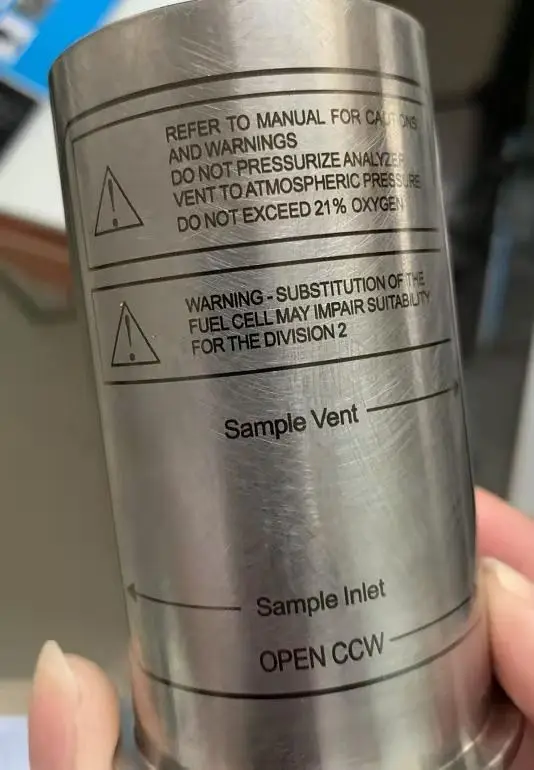 REFER TO MANUAL FOR CAUTIONS
AND WARNINGS
DO NOT PRESSURIZE ANALYZER
VENT TO ATMOSPHERIC PRESSURE
DO NOT EXCEED 21% OXYGEN
WARNING - SUBSTITUTION OF THE
FUEL CELL MAY IMPAIR SUITABILITY
FOR THE DIVISION 2
Sample Vent
Sample Inlet
OPEN CCW